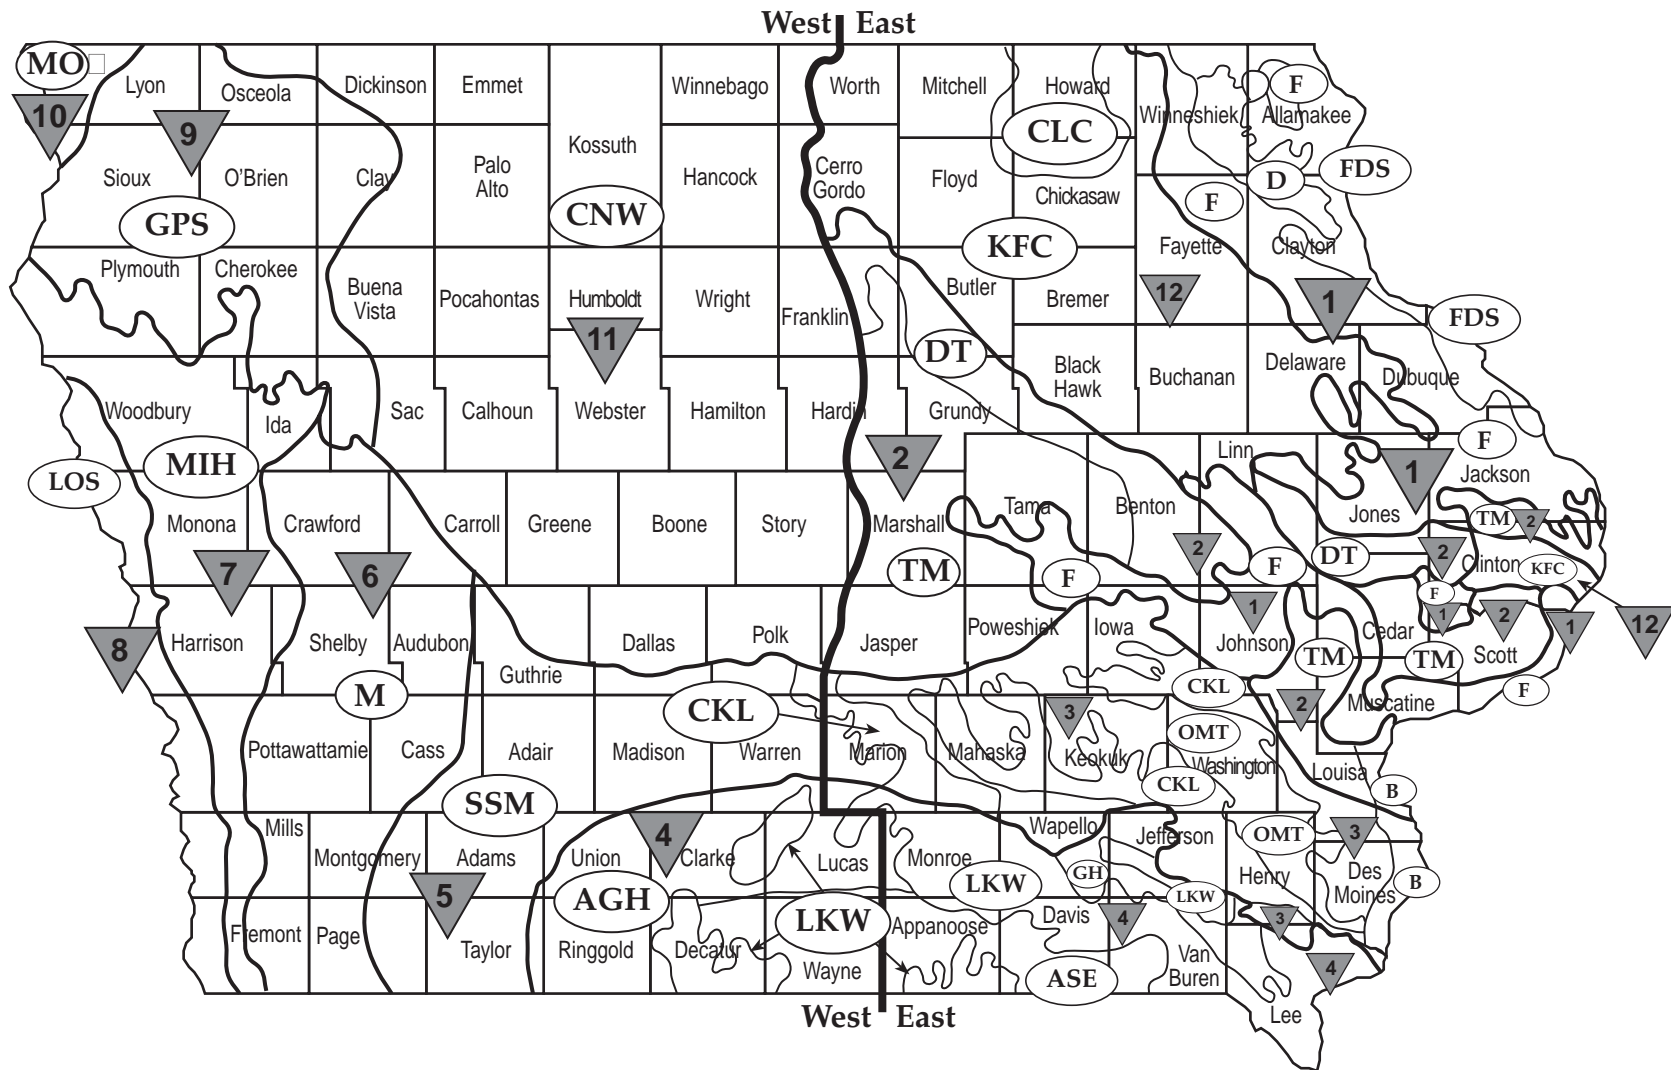 West East
MO
Lyon
Osceola
Dickinson
Emmet
Winnebago
Worth
Mitchell
Howard
Winneshiek
Allamakee
F
10
9
Kossuth
CLC
Sioux
O'Brien
Clay
Palo
Alto
Hancock
Cerro
Gordo
Floyd
Chickasaw
D
FDS
F
GPS
CNW
KFC
Fayette
Clayton
Plymouth
Cherokee
Buena
Vista
Pocahontas
Humboldt
Wright
Franklin
Butler
Bremer
12
1
FDS
11
DT
Black
Hawk
Buchanan
Delaware
Dubuque
Woodbury
Ida
Sac
Calhoun
Webster
Hamilton
Hardin
Grundy
F
LOS
MIH
2
Linn
1
Jackson
Monona
Crawford
Carroll
Greene
Boone
Story
Marshall
Tama
Benton
Jones
TM
2
7
6
TM
F
2
F
DT
2
Clinton
KFC
F
8
Harrison
Shelby
Audubon
Guthrie
Dallas
Polk
Jasper
Poweshiek
Iowa
1
Johnson
Cedar
1
2
1
12
TM
TM
Scott
M
CKL
CKL
3
2
Muscatine
F
Pottawattamie
Cass
Adair
Madison
Warren
Marion
Mahaska
Keokuk
OMT
Washington
Louisa
CKL
B
SSM
Mills
Montgomery
Adams
Union
4
Clarke
Lucas
Monroe
Wapello
Jefferson
OMT
3
5
AGH
LKW
GH
LKW
Henry
Des
Moines
B
Fremont
Page
Taylor
Ringgold
Decatur
LKW
Wayne
Appanoose
Davis
4
3
ASE
Van
Buren
4
Lee
West East